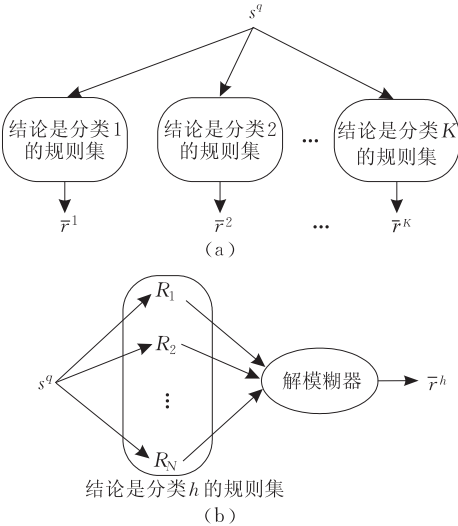 s^q
结论是分类1的规则集
结论是分类2的规则集
···
结论是分类K的规则集
r̄^1
r̄^2
···
r̄^K
(a)
s^q
R_1
R_2
⋮
R_N
解模糊器
r̄^h
结论是分类h的规则集
(b)